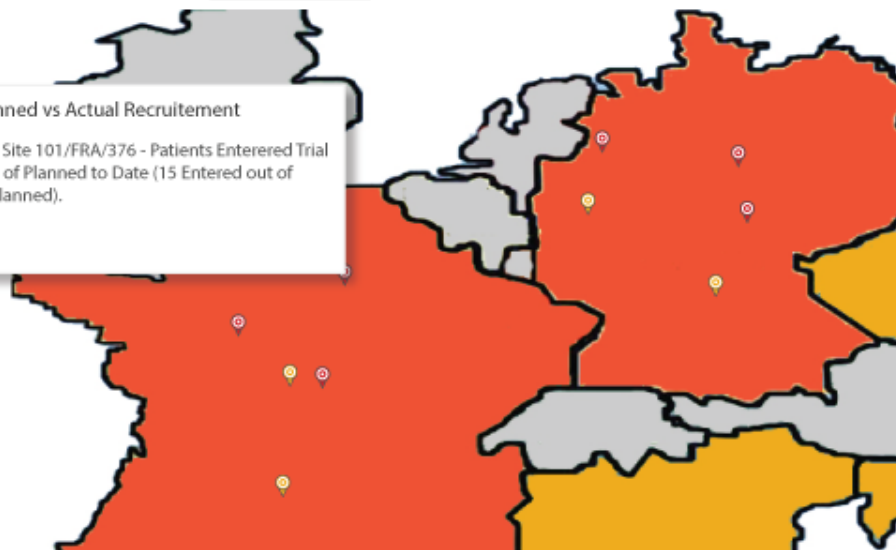 nned vs Actual Recruitement
Site 101/FRA/376 - Patients Enterered Trial
of Planned to Date (15 Entered out of
lanned).